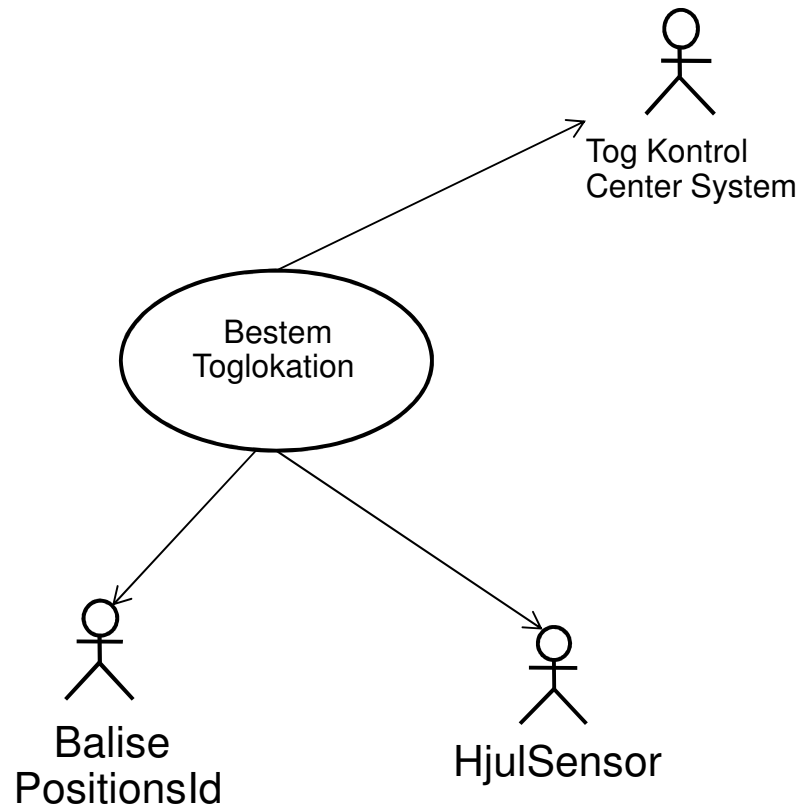 Tog Kontrol
Center System
Bestem
Toglokation
Balise
PositionsId
HjulSensor